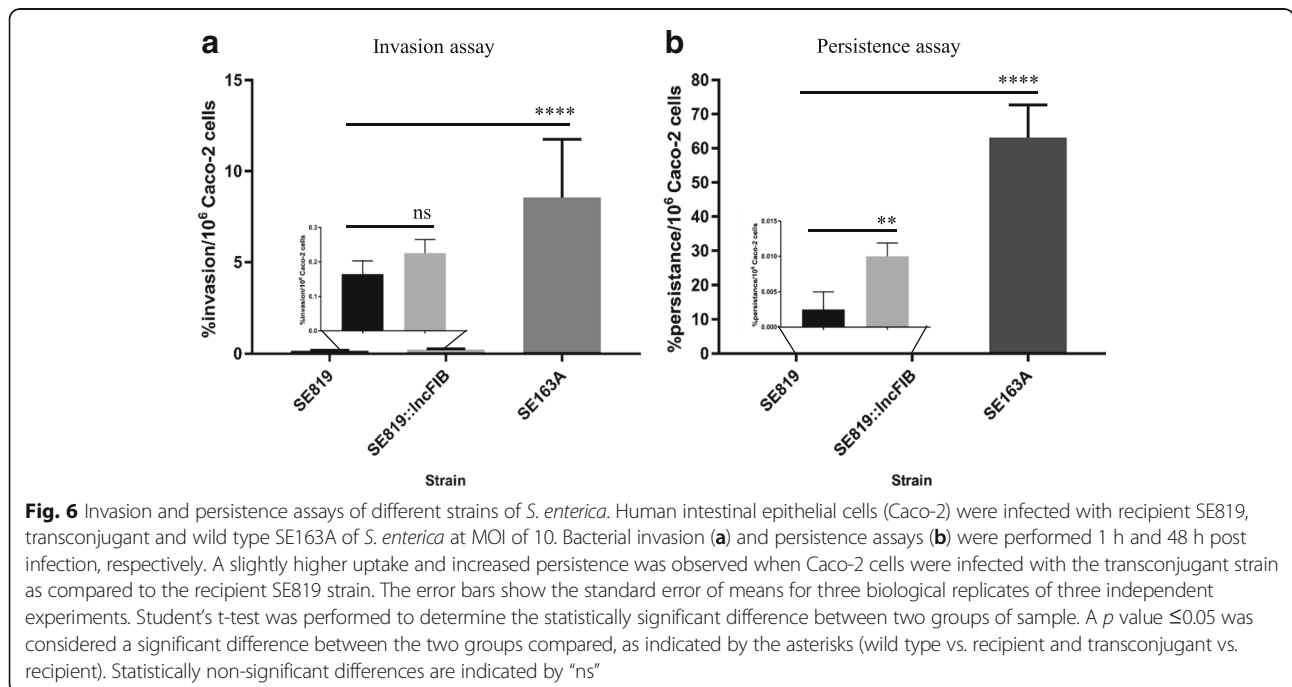 a
Invasion assay
%invasion/10⁶ Caco-2 cells
15
10
5
0
****
ns
%invasion/10⁶ Caco-2 cells
0.3
0.2
0.1
0.0
SE819
SE819::IncFIB
SE163A
Strain
b
Persistence assay
%persistance/10⁶ Caco-2 cells
80
70
60
50
40
30
20
10
0
****
**
%persistance/10⁶ Caco-2 cells
0.015
0.010
0.005
0.000
SE819
SE819::IncFIB
SE163A
Strain
Fig. 6 Invasion and persistence assays of different strains of S. enterica. Human intestinal epithelial cells (Caco-2) were infected with recipient SE819,
transconjugant and wild type SE163A of S. enterica at MOI of 10. Bacterial invasion (a) and persistence assays (b) were performed 1 h and 48 h post
infection, respectively. A slightly higher uptake and increased persistence was observed when Caco-2 cells were infected with the transconjugant strain
as compared to the recipient SE819 strain. The error bars show the standard error of means for three biological replicates of three independent
experiments. Student's t-test was performed to determine the statistically significant difference between two groups of sample. A p value ≤0.05 was
considered a significant difference between the two groups compared, as indicated by the asterisks (wild type vs. recipient and transconjugant vs.
recipient). Statistically non-significant differences are indicated by "ns"